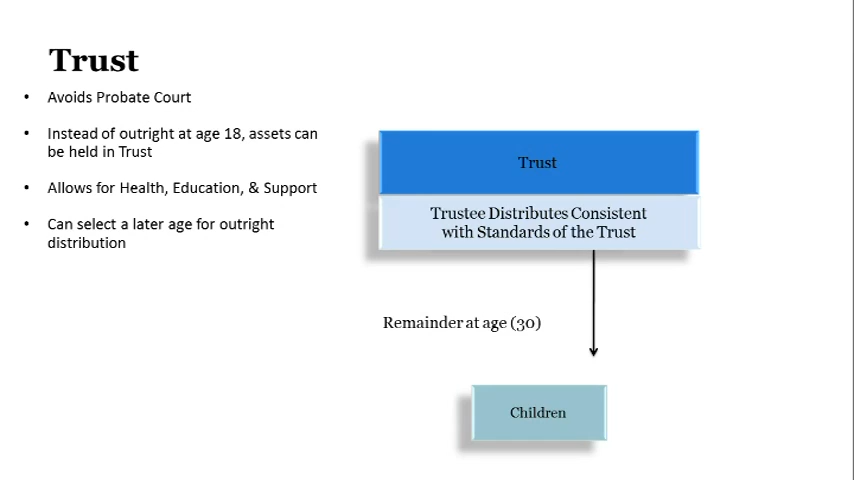 Trust
• Avoids Probate Court
• Instead of outright at age 18, assets can
be held in Trust
• Allows for Health, Education, & Support
• Can select a later age for outright
distribution
Trust
Trustee Distributes Consistent
with Standards of the Trust
Remainder at age (30)
Children